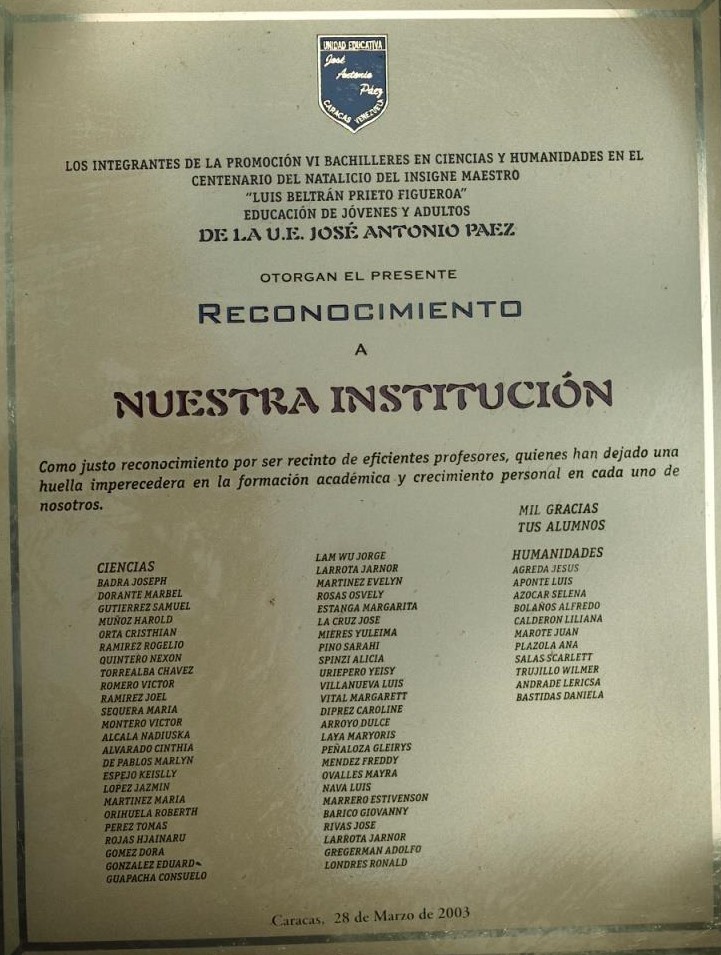 UNIDAD EDUCATIVA
José
Antonio
Páez
CARACAS VENEZUELA
LOS INTEGRANTES DE LA PROMOCIÓN VI BACHILLERES EN CIENCIAS Y HUMANIDADES EN EL
CENTENARIO DEL NATALICIO DEL INSIGNE MAESTRO
"LUIS BELTRÁN PRIETO FIGUEROA"
EDUCACIÓN DE JÓVENES Y ADULTOS
DE LA U.E. JOSÉ ANTONIO PAEZ
OTORGAN EL PRESENTE
RECONOCIMIENTO
A
NUESTRA INSTITUCIÓN
Como justo reconocimiento por ser recinto de eficientes profesores, quienes han dejado una
huella imperecedera en la formación académica y crecimiento personal en cada uno de
nosotros.
MIL GRACIAS
TUS ALUMNOS
CIENCIAS
BADRA JOSEPH
DORANTE MARBEL
GUTIERREZ SAMUEL
MUÑOZ HAROLD
ORTA CRISTHIAN
RAMIREZ ROGELIO
QUINTERO NEXON
TORREALBA CHAVEZ
ROMERO VICTOR
RAMIREZ JOEL
SEQUERA MARIA
MONTERO VICTOR
ALCALA NADIUSKA
ALVARADO CINTHIA
DE PABLOS MARLYN
ESPEJO KEISLLY
LOPEZ JAZMIN
MARTINEZ MARIA
ORIHUELA ROBERTH
PEREZ TOMAS
ROJAS HJAINARU
GOMEZ DORA
GONZALEZ EDUARD
GUAPACHA CONSUELO
LAM WU JORGE
LARROTA JARNOR
MARTINEZ EVELYN
ROSAS OSVELY
ESTANGA MARGARITA
LA CRUZ JOSE
MIERES YULEIMA
PINO SARAHI
SPINZI ALICIA
URIEPERO YEISY
VILLANUEVA LUIS
VITAL MARGARETT
DIPREZ CAROLINE
ARROYO DULCE
LAYA MARYORIS
PEÑALOZA GLEIRYS
MENDEZ FREDDY
OVALLES MAYRA
NAVA LUIS
MARRERO ESTIVENSON
BARICO GIOVANNY
RIVAS JOSE
LARROTA JARNOR
GREGERMAN ADOLFO
LONDRES RONALD
HUMANIDADES
AGREDA JESUS
APONTE LUIS
AZOCAR SELENA
BOLAÑOS ALFREDO
CALDERON LILIANA
MAROTE JUAN
PLAZOLA ANA
SALAS SCARLETT
TRUJILLO WILMER
ANDRADE LERICSA
BASTIDAS DANIELA
Caracas, 28 de Marzo de 2003